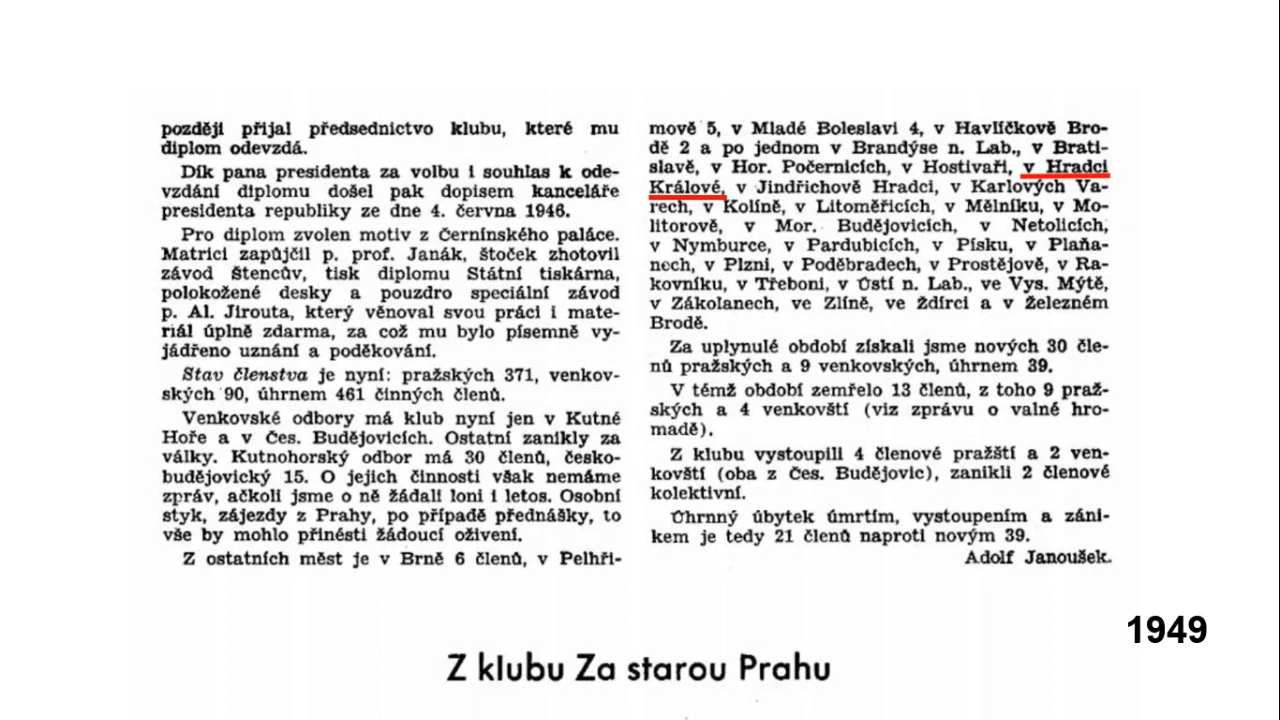 později přijal předsednictvo klubu, které mu
diplom odevzdá.
Dík pana presidenta za volbu i souhlas k ode-
vzdání diplomu došel pak dopisem kanceláře
presidenta republiky ze dne 4. června 1946.
Pro diplom zvolen motiv z Černínského paláce.
Matrici zapůjčil p. prof. Janák, štoček zhotovil
závod Štencův, tisk diplomu Státní tiskárna,
polokožené desky a pouzdro speciální závod
p. Al. Jirouta, který věnoval svou práci i mate-
riál úplně zdarma, za což mu bylo písemně vy-
jádřeno uznání a poděkování.
Stav členstva je nyní: pražských 371, venkov-
ských 90, úhrnem 461 činných členů.
Venkovské odbory má klub nyní jen v Kutné
Hoře a v Čes. Budějovicích. Ostatní zanikly za
války. Kutnohorský odbor má 30 členů, česko-
budějovický 15. O jejich činnosti však nemáme
zpráv, ačkoli jsme o ně žádali loni i letos. Osobní
styk, zájezdy z Prahy, po případě přednášky, to
vše by mohlo přinésti žádoucí oživení.
Z ostatních měst je v Brně 6 členů, v Pelhři-
mově 5, v Mladé Boleslavi 4, v Havlíčkově Bro-
dě 2 a po jednom v Brandýse n. Lab., v Brati-
slavě, v Hor. Počernicích, v Hostivaři, v Hradci
Králové, v Jindřichově Hradci, v Karlových Va-
rech, v Kolíně, v Litoměřicích, v Mělníku, v Mo-
litorově, v Mor. Budějovicích, v Netolicích,
v Nymburce, v Pardubicích, v Písku, v Plaňa-
nech, v Plzni, v Poděbradech, v Prostějově, v Ra-
kovníku, v Třeboni, v Ústí n. Lab., ve Vys. Mýtě,
v Zákolanech, ve Zlíně, ve Ždírci a v Železném
Brodě.
Za uplynulé období získali jsme nových 30 čle-
nů pražských a 9 venkovských, úhrnem 39.
V témž období zemřelo 13 členů, z toho 9 praž-
ských a 4 venkovští (viz zprávu o valné hro-
madě).
Z klubu vystoupili 4 členové pražští a 2 ven-
kovští (oba z Čes. Budějovic), zanikli 2 členové
kolektivní.
Úhrnný úbytek úmrtím, vystoupením a záni-
kem je tedy 21 členů naproti novým 39.
Adolf Janoušek.
1949
Z klubu Za starou Prahu